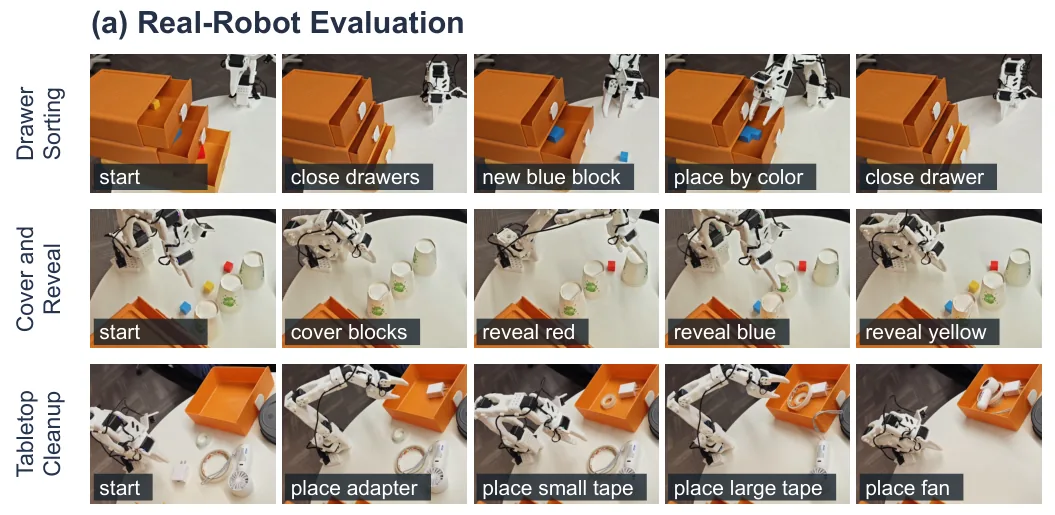 (a) Real-Robot Evaluation
Drawer
Sorting
start
close drawers
new blue block
place by color
close drawer
Cover and
Reveal
start
cover blocks
reveal red
reveal blue
reveal yellow
Tabletop
Cleanup
start
place adapter
place small tape
place large tape
place fan